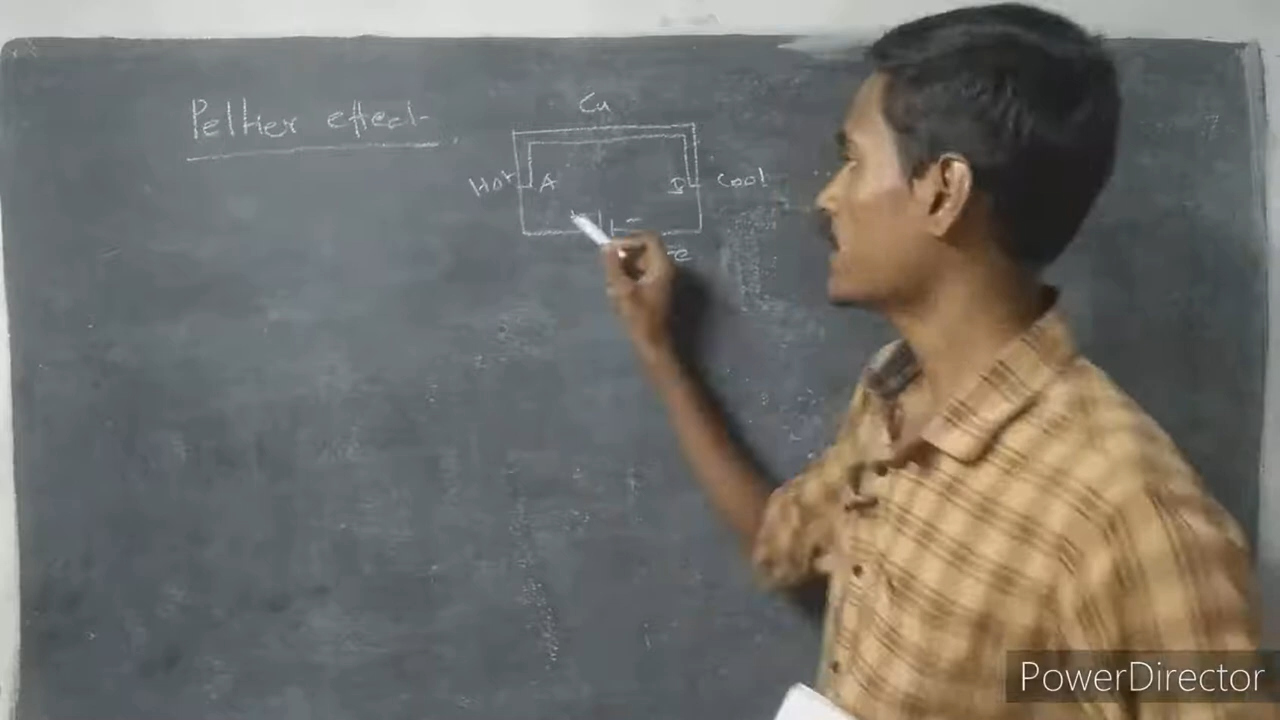 Peltier effect
Cu
Hot A B Cool
-
Fe
PowerDirector